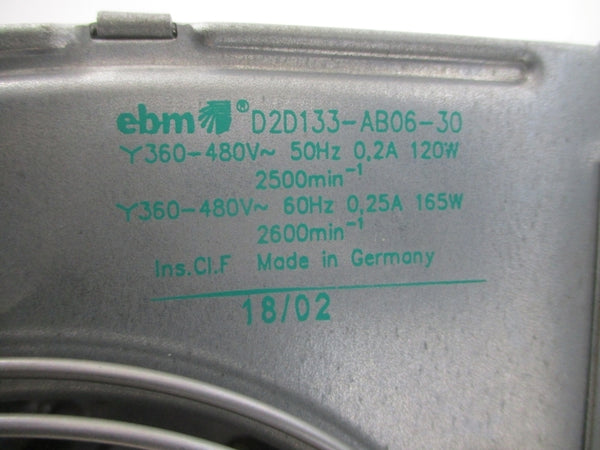 ebm® D2D133-AB06-30
Y360-480V~ 50Hz 0.2A 120W
2500min⁻¹
Y360-480V~ 60Hz 0,25A 165W
2600min⁻¹
Ins.Cl.F Made in Germany
18/02